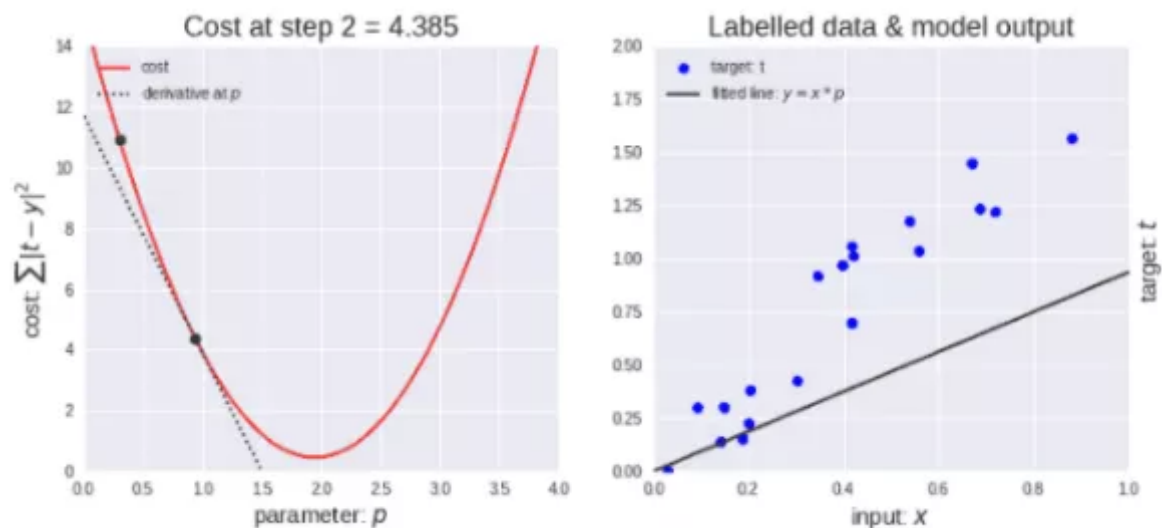 Cost at step 2 = 4.385
14
12
10
8
6
4
2
0
cost
derivative at p
cost: ∑|t − y|²
0.0 0.5 1.0 1.5 2.0 2.5 3.0 3.5 4.0
parameter: p
Labelled data & model output
2.00
1.75
1.50
1.25
1.00
0.75
0.50
0.25
0.00
target: t
fitted line: y = x * p
target: t
0.0 0.2 0.4 0.6 0.8 1.0
input: x